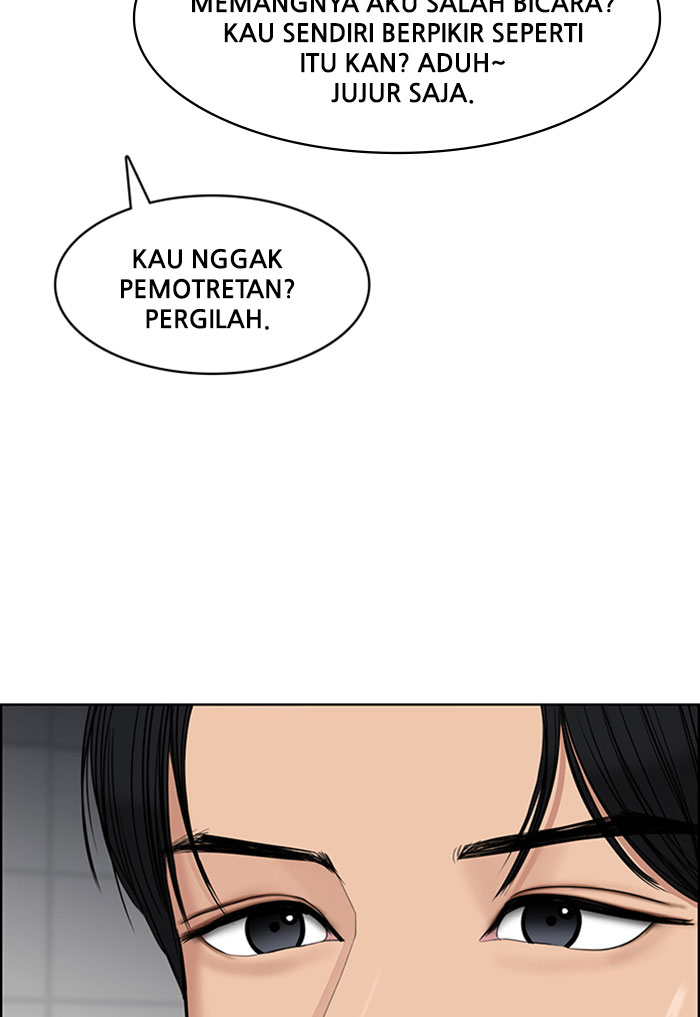 MEMANGNYA AKU SALAH BICARA?
KAU SENDIRI BERPIKIR SEPERTI
ITU KAN? ADUH~
JUJUR SAJA.
KAU NGGAK
PEMOTRETAN?
PERGILAH.